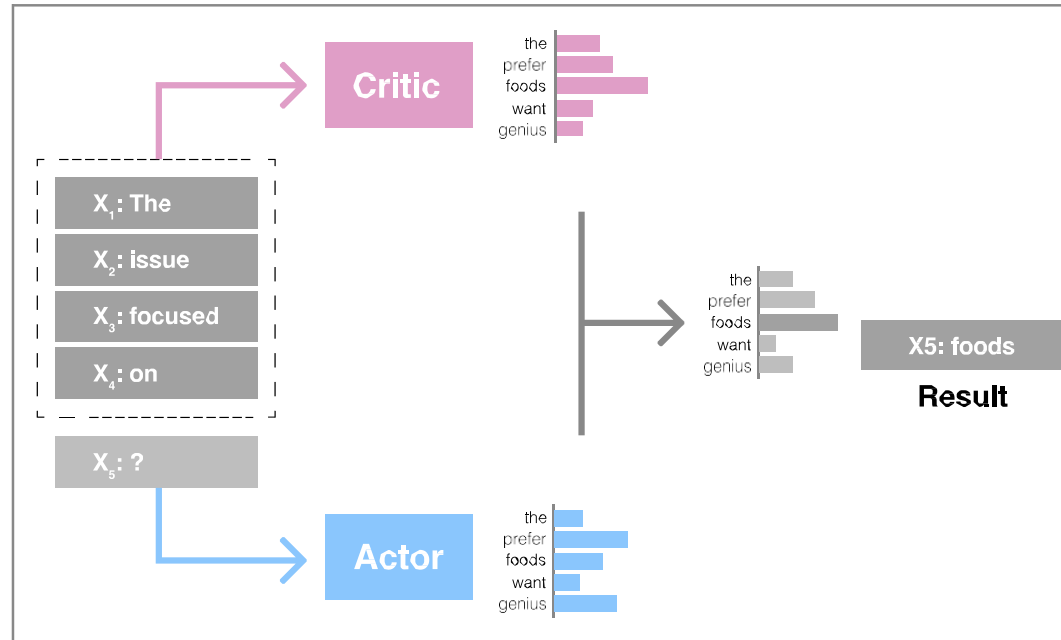 Critic
the
prefer
foods
want
genius
X₁: The
X₂: issue
X₃: focused
X₄: on
X₅: ?
the
prefer
foods
want
genius
X5: foods
Result
Actor
the
prefer
foods
want
genius